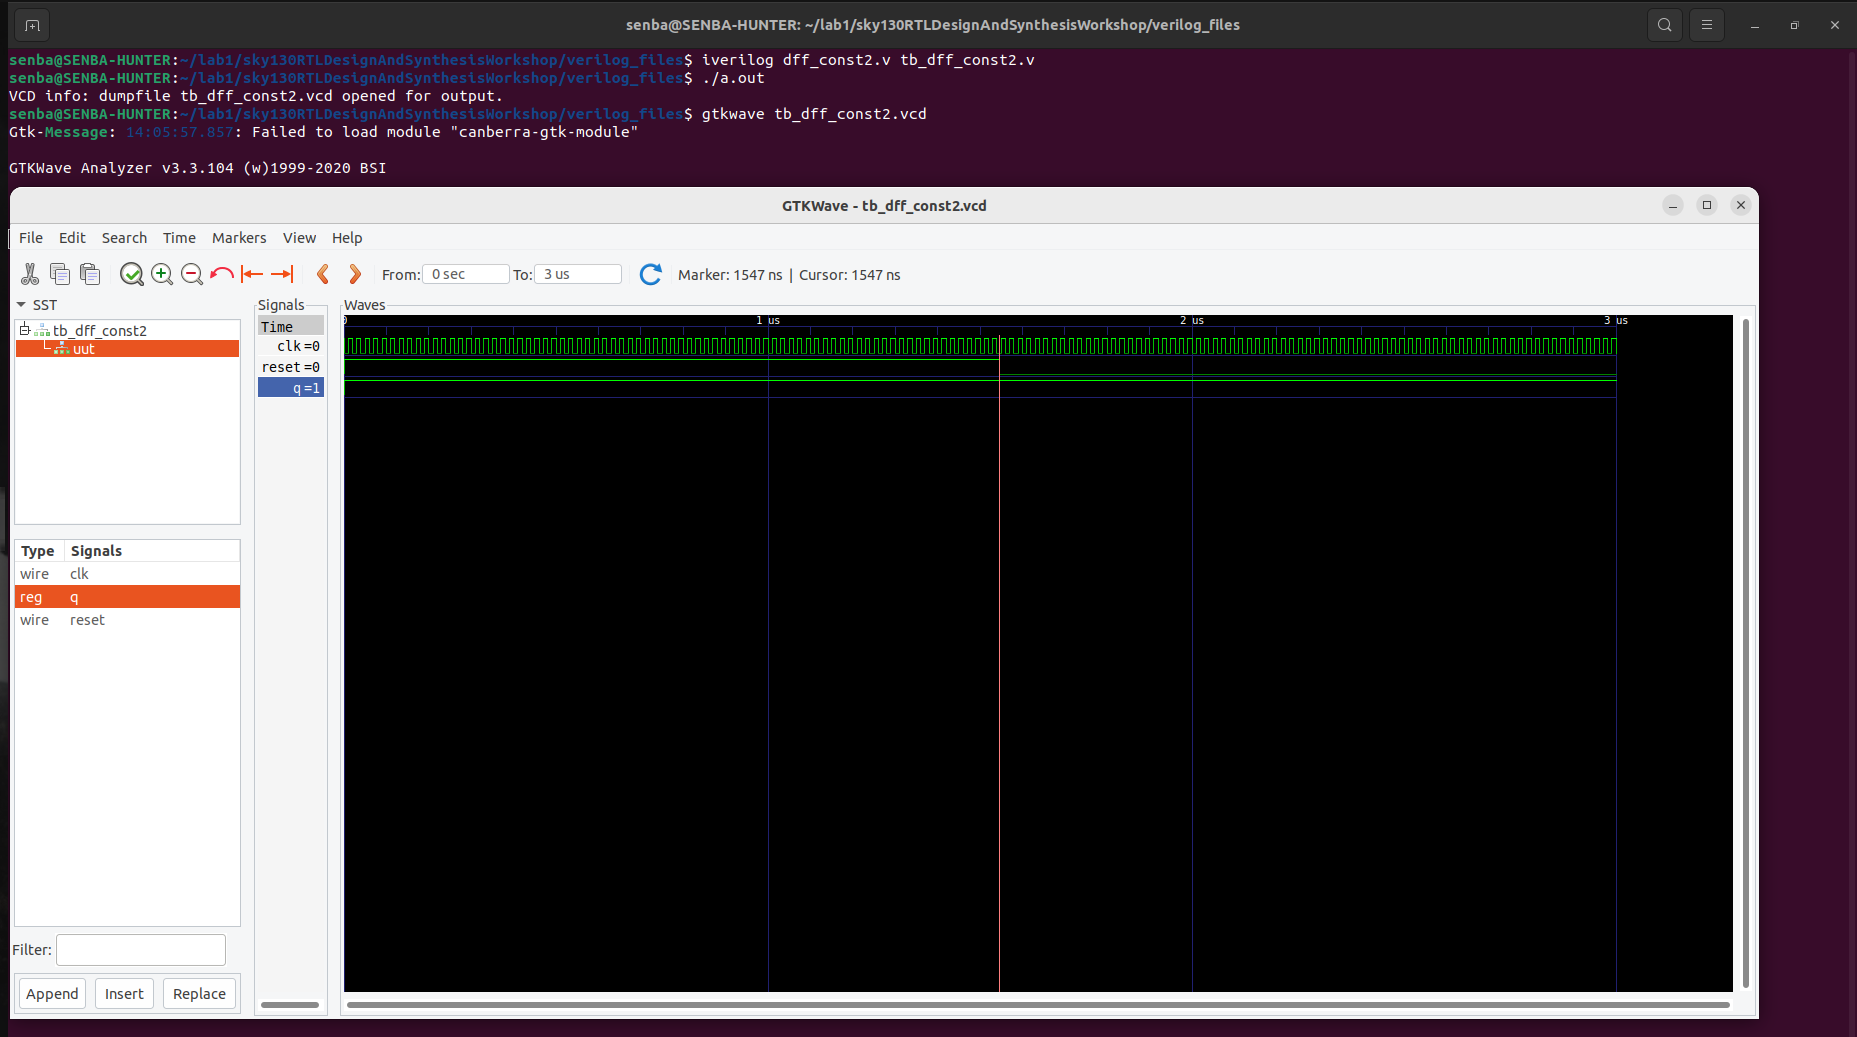 senba@SENBA-HUNTER: ~/lab1/sky130RTLDesignAndSynthesisWorkshop/verilog_files
senba@SENBA-HUNTER:~/lab1/sky130RTLDesignAndSynthesisWorkshop/verilog_files$ iverilog dff_const2.v tb_dff_const2.v
senba@SENBA-HUNTER:~/lab1/sky130RTLDesignAndSynthesisWorkshop/verilog_files$ ./a.out
VCD info: dumpfile tb_dff_const2.vcd opened for output.
senba@SENBA-HUNTER:~/lab1/sky130RTLDesignAndSynthesisWorkshop/verilog_files$ gtkwave tb_dff_const2.vcd
Gtk-Message: 14:05:57.857: Failed to load module "canberra-gtk-module"
GTKWave Analyzer v3.3.104 (w)1999-2020 BSI
GTKWave - tb_dff_const2.vcd
File Edit Search Time Markers View Help
From: 0 sec To: 3 us Marker: 1547 ns | Cursor: 1547 ns
SST
tb_dff_const2
uut
Type Signals
wire clk
reg q
wire reset
Filter:
Append Insert Replace
Signals
Time
clk=0
reset=0
q=1
Waves
0 1 us 2 us 3 us